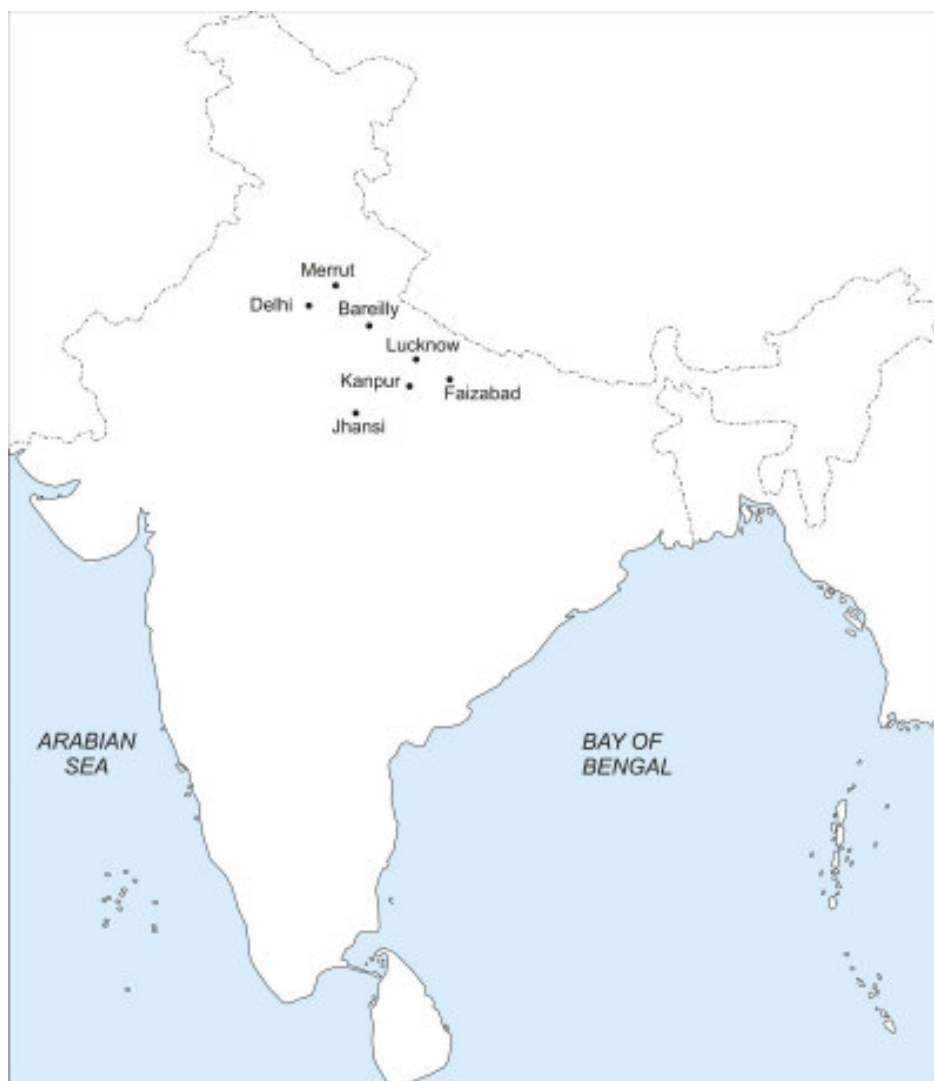 Merrut
Delhi
Bareilly
Lucknow
Kanpur
Faizabad
Jhansi
ARABIAN
SEA
BAY OF
BENGAL